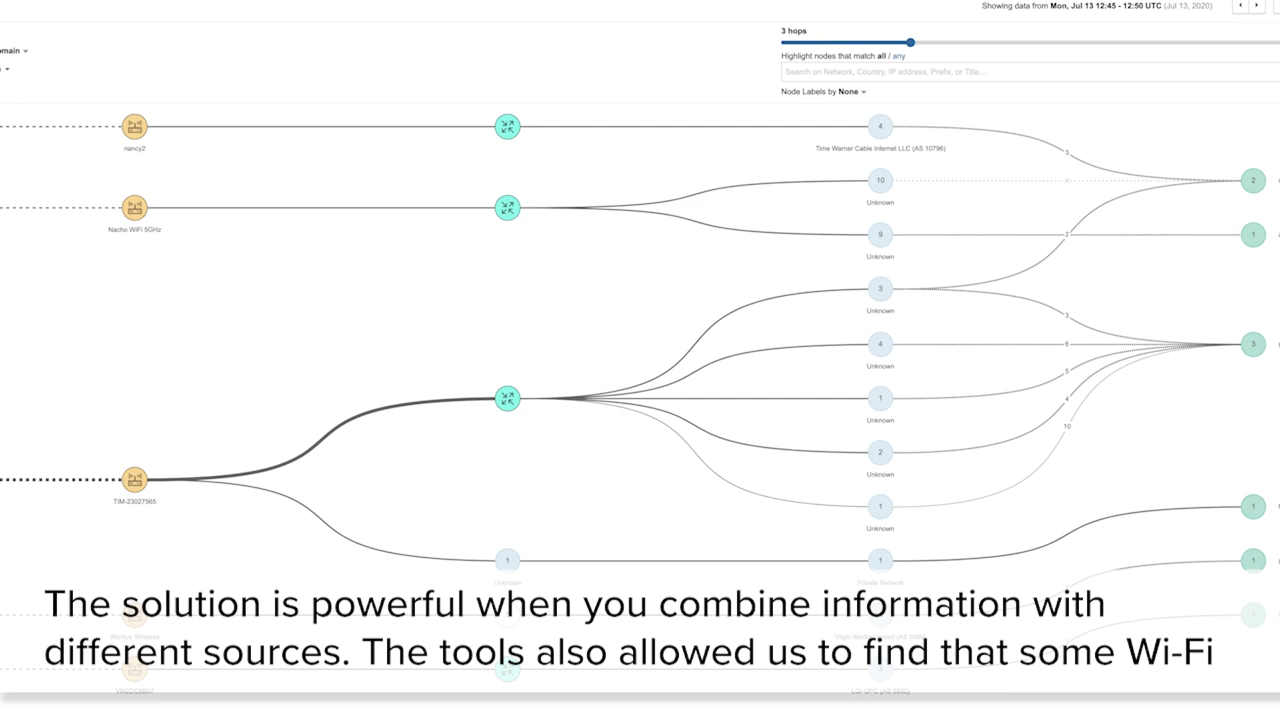 Showing data from Mon, Jul 13 12:45 - 12:50 UTC (Jul 13, 2020)
3 hops
Highlight nodes that match all / any
Search on Network, Country, IP address, Prefix, or Title...
Node Labels by None
nancy2
4
Time Warner Cable Internet LLC (AS 10796)
3
10
Unknown
x
2
Nacho WiFi 5GHz
9
Unknown
2
1
3
Unknown
3
4
Unknown
6
3
5
1
Unknown
4
10
2
Unknown
TIM-23027565
1
Unknown
1
1
Unknown
1
Private Network
1
1
The solution is powerful when you combine information with
different sources. The tools also allowed us to find that some Wi-Fi